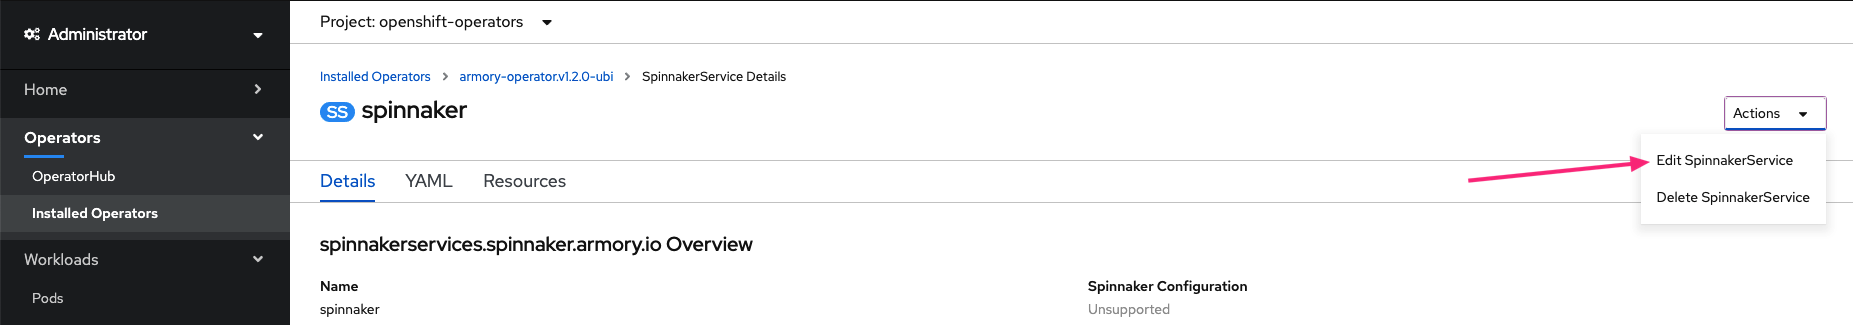 Administrator
Home
Operators
OperatorHub
Installed Operators
Workloads
Pods
Project: openshift-operators
Installed Operators > armory-operator.v1.2.0-ubi > SpinnakerService Details
SS spinnaker
Actions
Edit SpinnakerService
Delete SpinnakerService
Details YAML Resources
spinnakerservices.spinnaker.armory.io Overview
Name
spinnaker
Spinnaker Configuration
Unsupported